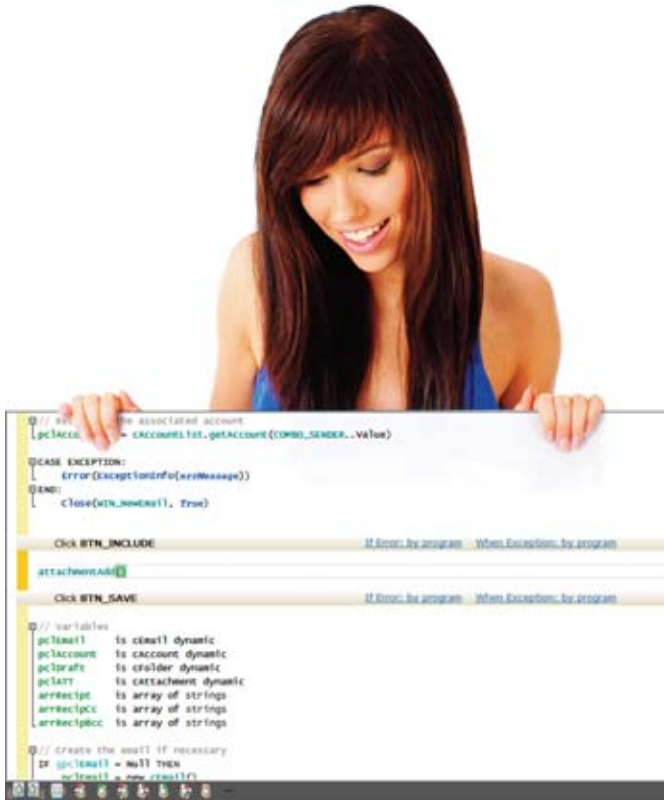 // the associated account
pclAcco = cAccountList.getAccount(COMBO_SENDER..Value)
CASE EXCEPTION:
Error(ExceptionInfo(errMessage))
END:
Close(WIN_NewEmail, True)
Click BTN_INCLUDE If Error: by program When Exception: by program
attachmentAdd()
Click BTN_SAVE If Error: by program When Exception: by program
// Variables
pclEmail is cEmail dynamic
pclAccount is cAccount dynamic
pclDraft is cFolder dynamic
pclATT is cAttachment dynamic
arrRecipt is array of strings
arrRecipCc is array of strings
arrRecipBcc is array of strings
// Create the email if necessary
IF gpclEmail = Null THEN
pclEmail = new cEmail()